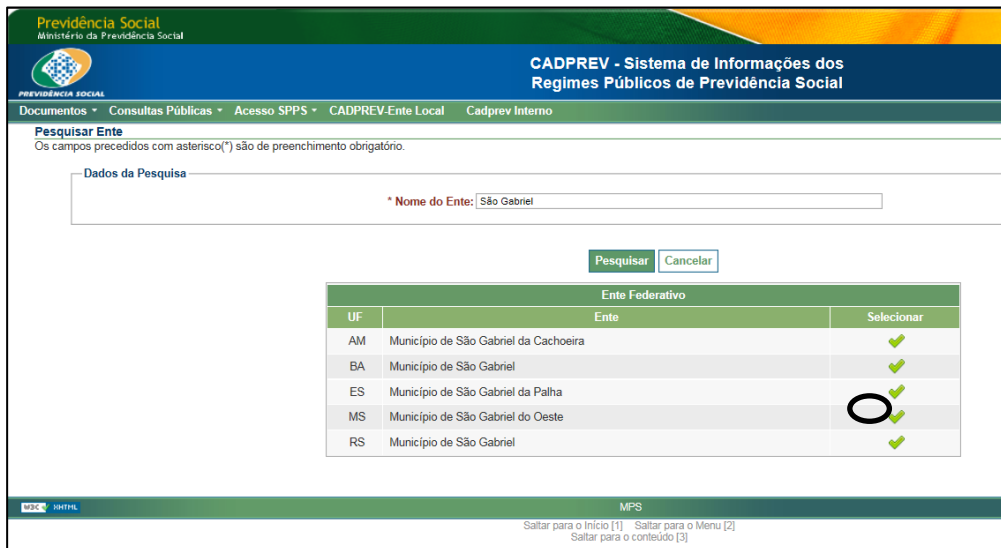 Previdência Social
Ministério da Previdência Social
PREVIDÊNCIA SOCIAL
CADPREV - Sistema de Informações dos
Regimes Públicos de Previdência Social
Documentos Consultas Públicas Acesso SPPS CADPREV-Ente Local Cadprev Interno
Pesquisar Ente
Os campos precedidos com asterisco(*) são de preenchimento obrigatório.
Dados da Pesquisa
* Nome do Ente: São Gabriel
Pesquisar Cancelar
Ente Federativo
UF Ente Selecionar
AM Município de São Gabriel da Cachoeira
BA Município de São Gabriel
ES Município de São Gabriel da Palha
MS Município de São Gabriel do Oeste
RS Município de São Gabriel
W3C XHTML MPS
Saltar para o Início [1] Saltar para o Menu [2]
Saltar para o conteúdo [3]